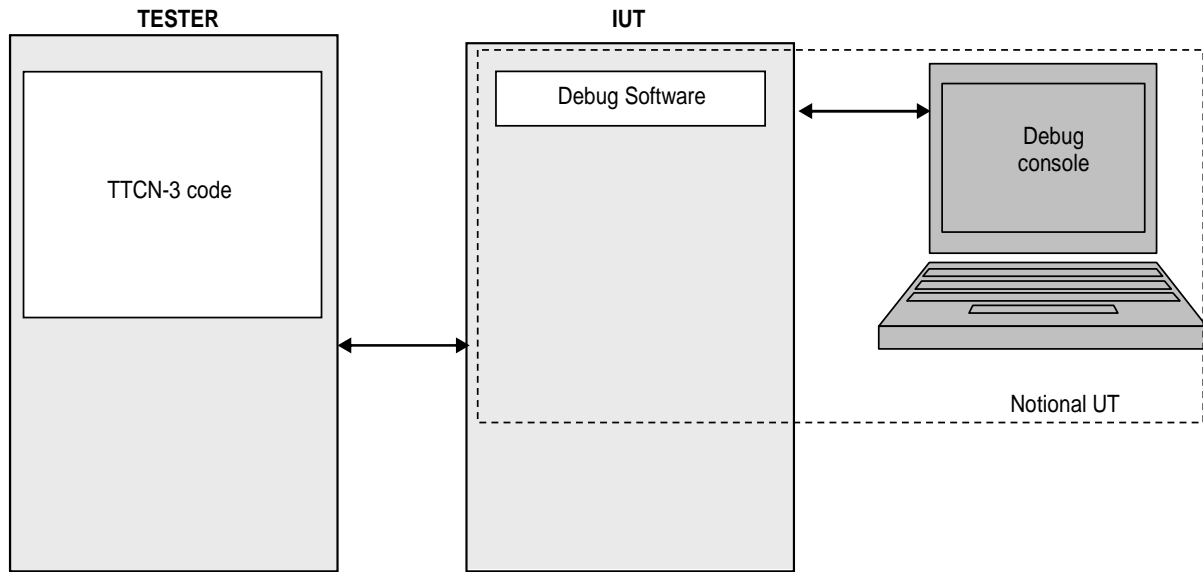 TESTER
IUT
TTCN-3 code
Debug Software
Debug
console
Notional UT